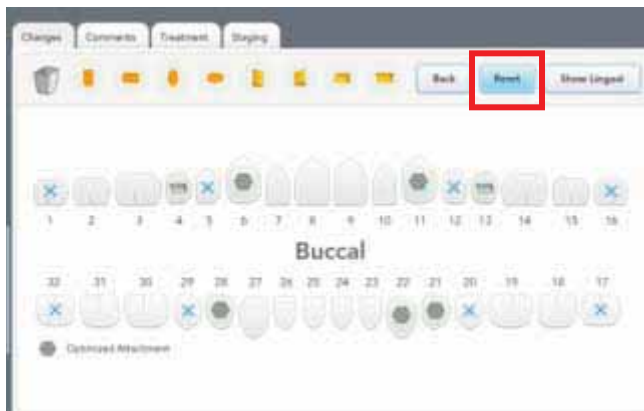 Changes Comments Treatment Staging
Back Reset Show Lingual
1 2 3 4 5 6 7 8 9 10 11 12 13 14 15 16
Buccal
32 31 30 29 28 27 26 25 24 23 22 21 20 19 18 17
Optimized Attachment